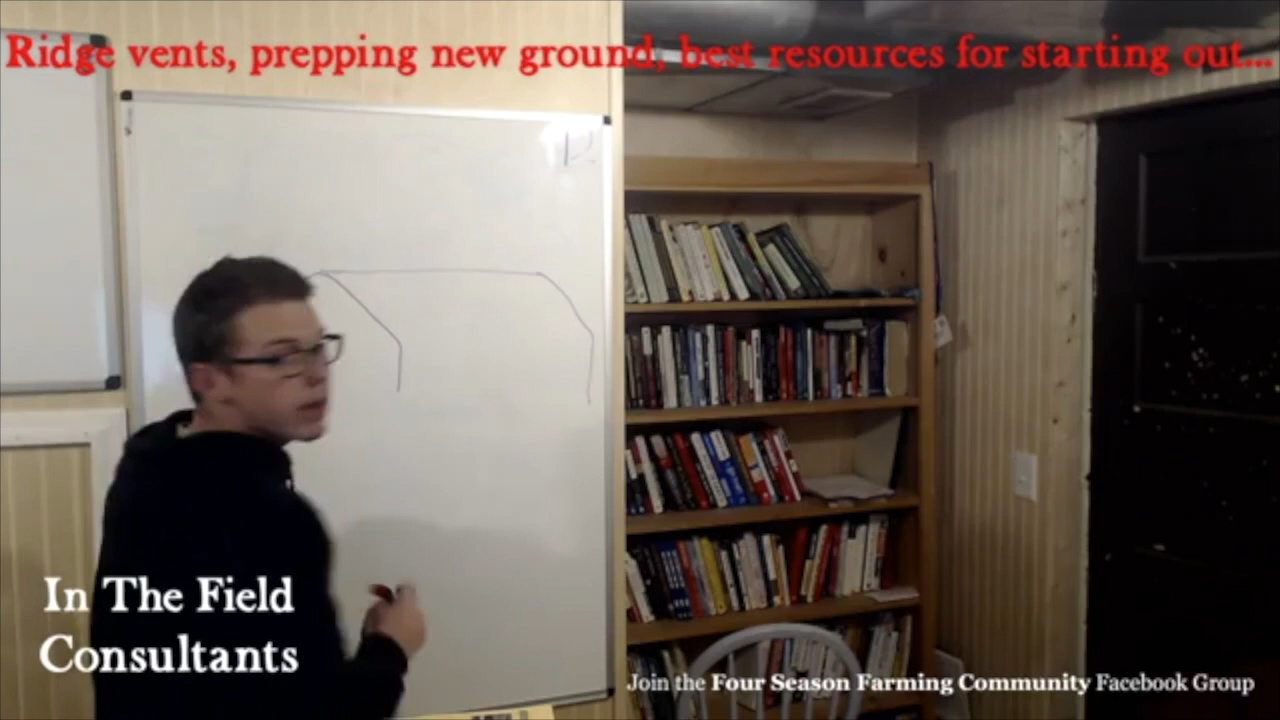 Ridge vents, prepping new ground, best resources for starting out...
In The Field
Consultants
Join the Four Season Farming Community Facebook Group